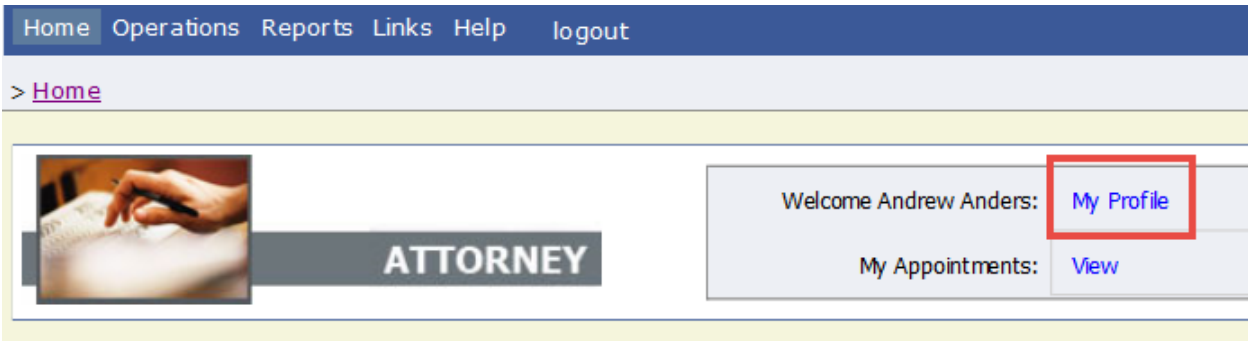 Home Operations Reports Links Help logout
> Home
Welcome Andrew Anders: My Profile
ATTORNEY
My Appointments: View